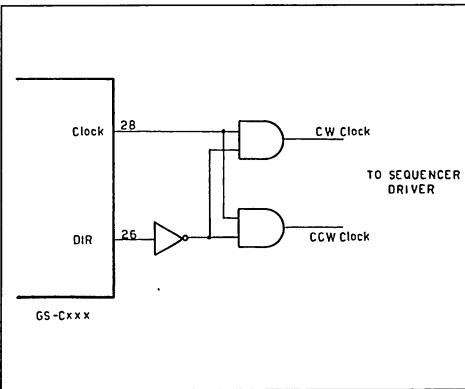 Clock 28
CW Clock
TO SEQUENCER
DRIVER
DIR 26
CCW Clock
GS-Cxxx